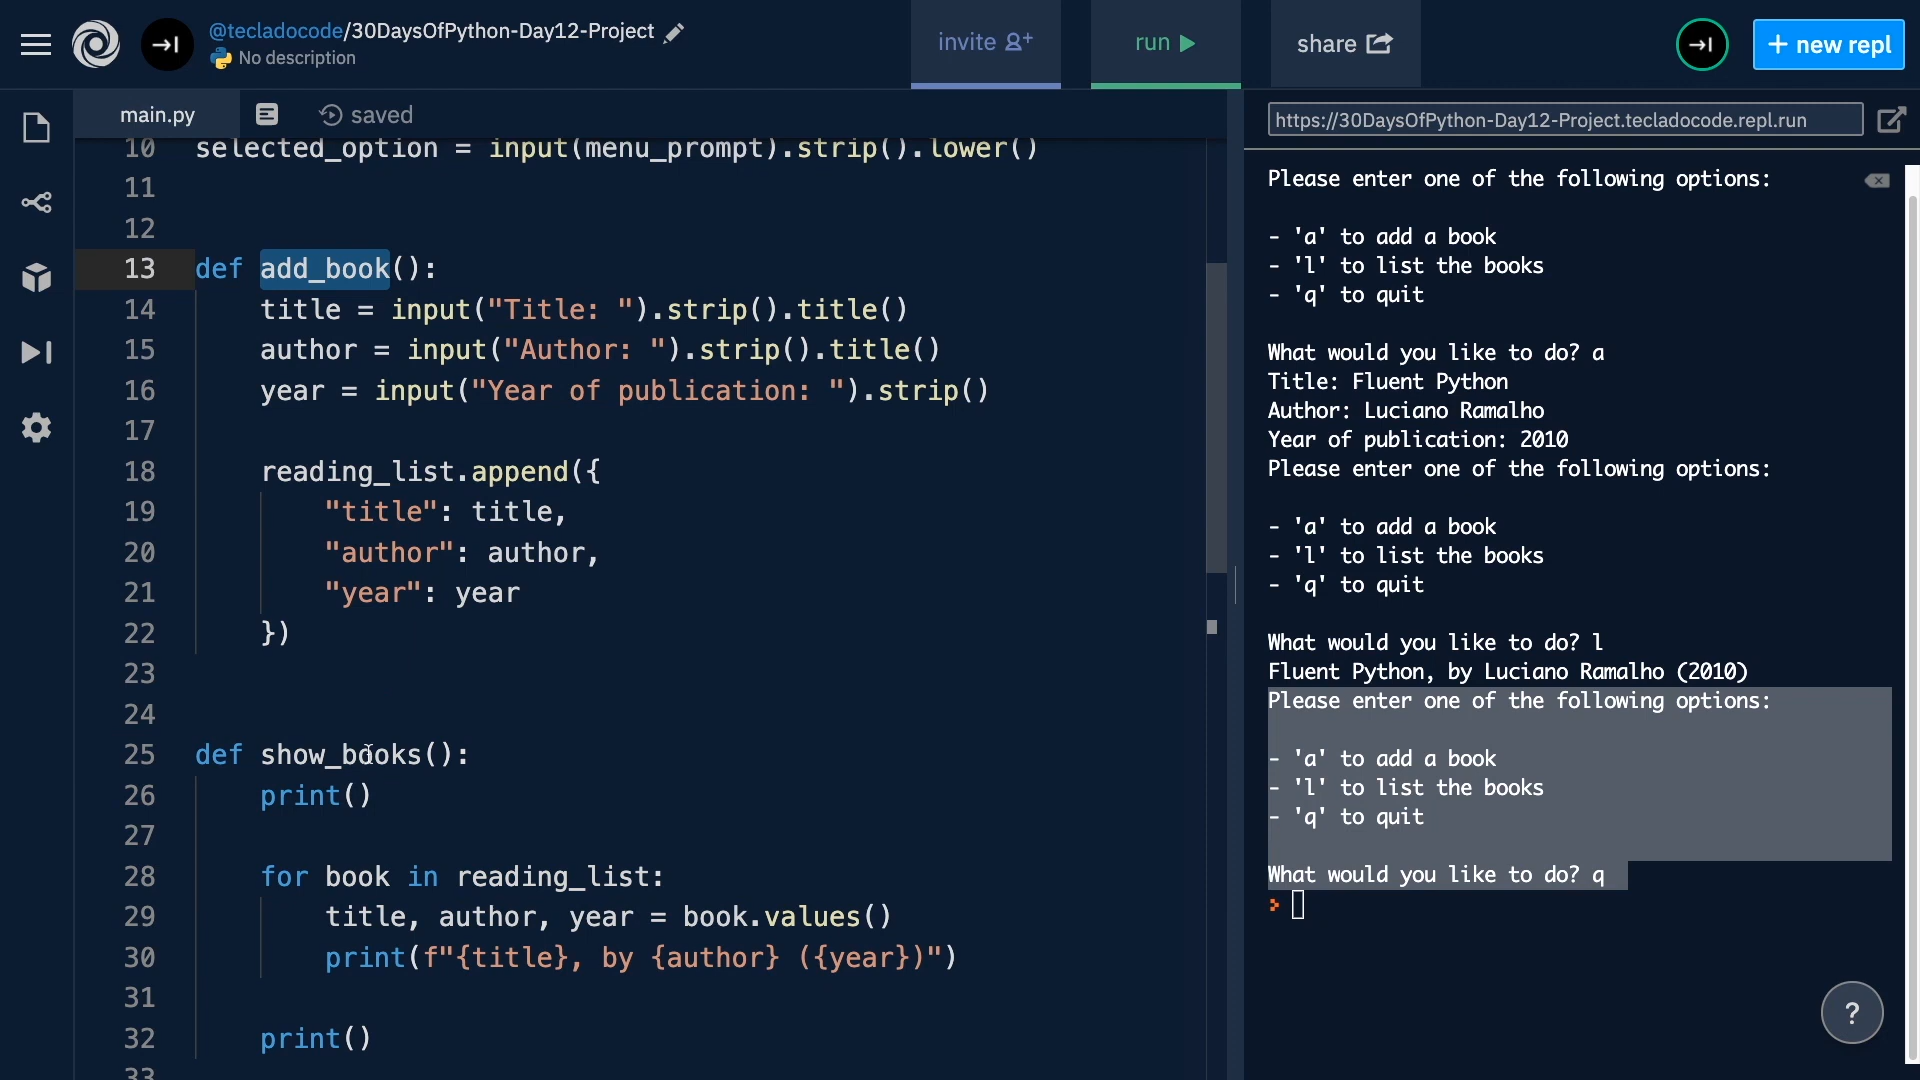 @tecladocode/30DaysOfPython-Day12-Project
No description
invite
run
share
+ new repl
main.py
saved
https://30DaysOfPython-Day12-Project.tecladocode.repl.run
10 selected_option = input(menu_prompt).strip().lower()
11
12
13 def add_book():
14 title = input("Title: ").strip().title()
15 author = input("Author: ").strip().title()
16 year = input("Year of publication: ").strip()
17
18 reading_list.append({
19 "title": title,
20 "author": author,
21 "year": year
22 })
23
24
25 def show_books():
26 print()
27
28 for book in reading_list:
29 title, author, year = book.values()
30 print(f"{title}, by {author} ({year})")
31
32 print()
33
Please enter one of the following options:
- 'a' to add a book
- 'l' to list the books
- 'q' to quit
What would you like to do? a
Title: Fluent Python
Author: Luciano Ramalho
Year of publication: 2010
Please enter one of the following options:
- 'a' to add a book
- 'l' to list the books
- 'q' to quit
What would you like to do? l
Fluent Python, by Luciano Ramalho (2010)
Please enter one of the following options:
- 'a' to add a book
- 'l' to list the books
- 'q' to quit
What would you like to do? q
?